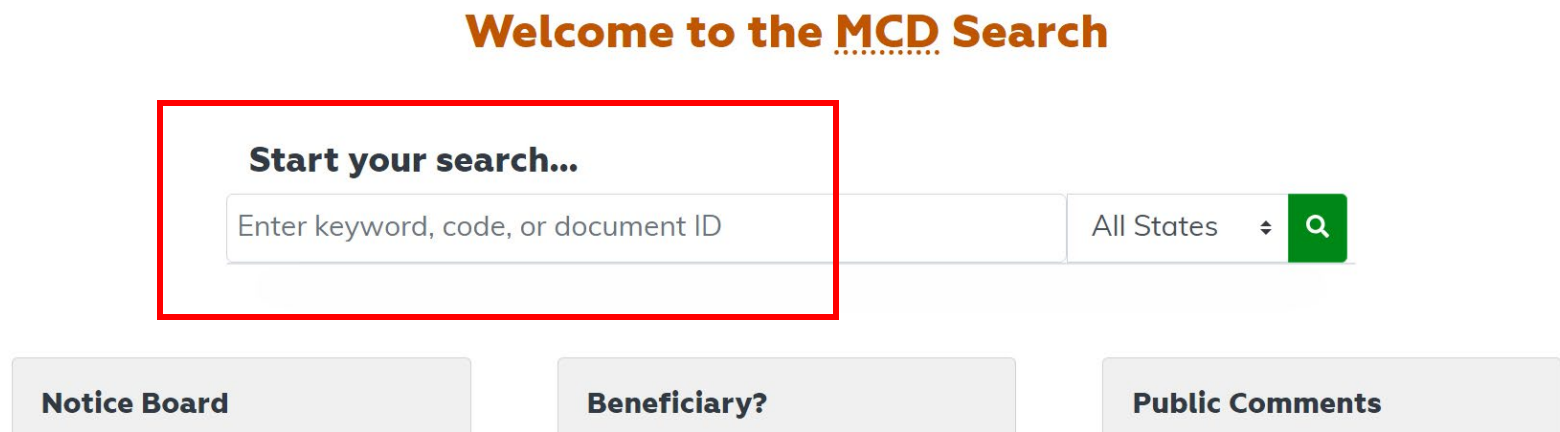 Welcome to the MCD Search
Start your search...
Enter keyword, code, or document ID
All States
Notice Board
Beneficiary?
Public Comments